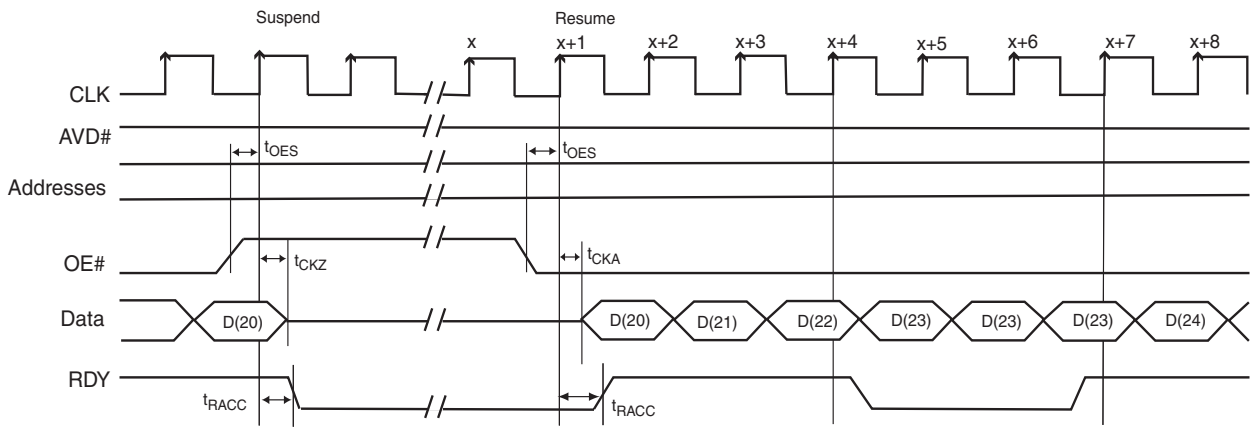 Suspend Resume
x x+1 x+2 x+3 x+4 x+5 x+6 x+7 x+8
CLK
AVD#
tOES tOES
Addresses
OE#
tCKZ tCKA
Data D(20) D(20) D(21) D(22) D(23) D(23) D(23) D(24)
RDY
tRACC tRACC